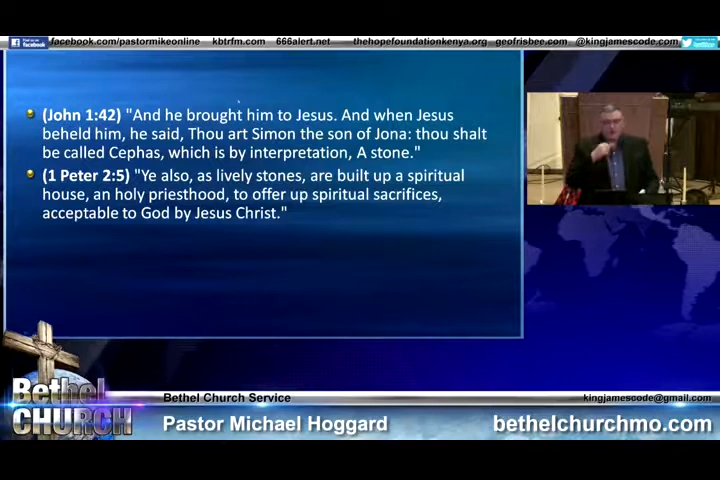 facebook.com/pastormikeonline kbtrfm.com 666alert.net thehopefoundationkenya.org geofrisbee.com @kingjamescode.com
(John 1:42) "And he brought him to Jesus. And when Jesus
beheld him, he said, Thou art Simon the son of Jona: thou shalt
be called Cephas, which is by interpretation, A stone."
(1 Peter 2:5) "Ye also, as lively stones, are built up a spiritual
house, an holy priesthood, to offer up spiritual sacrifices,
acceptable to God by Jesus Christ."
Bethel
CHURCH
Bethel Church Service
kingjamescode@gmail.com
Pastor Michael Hoggard
bethelchurchmo.com